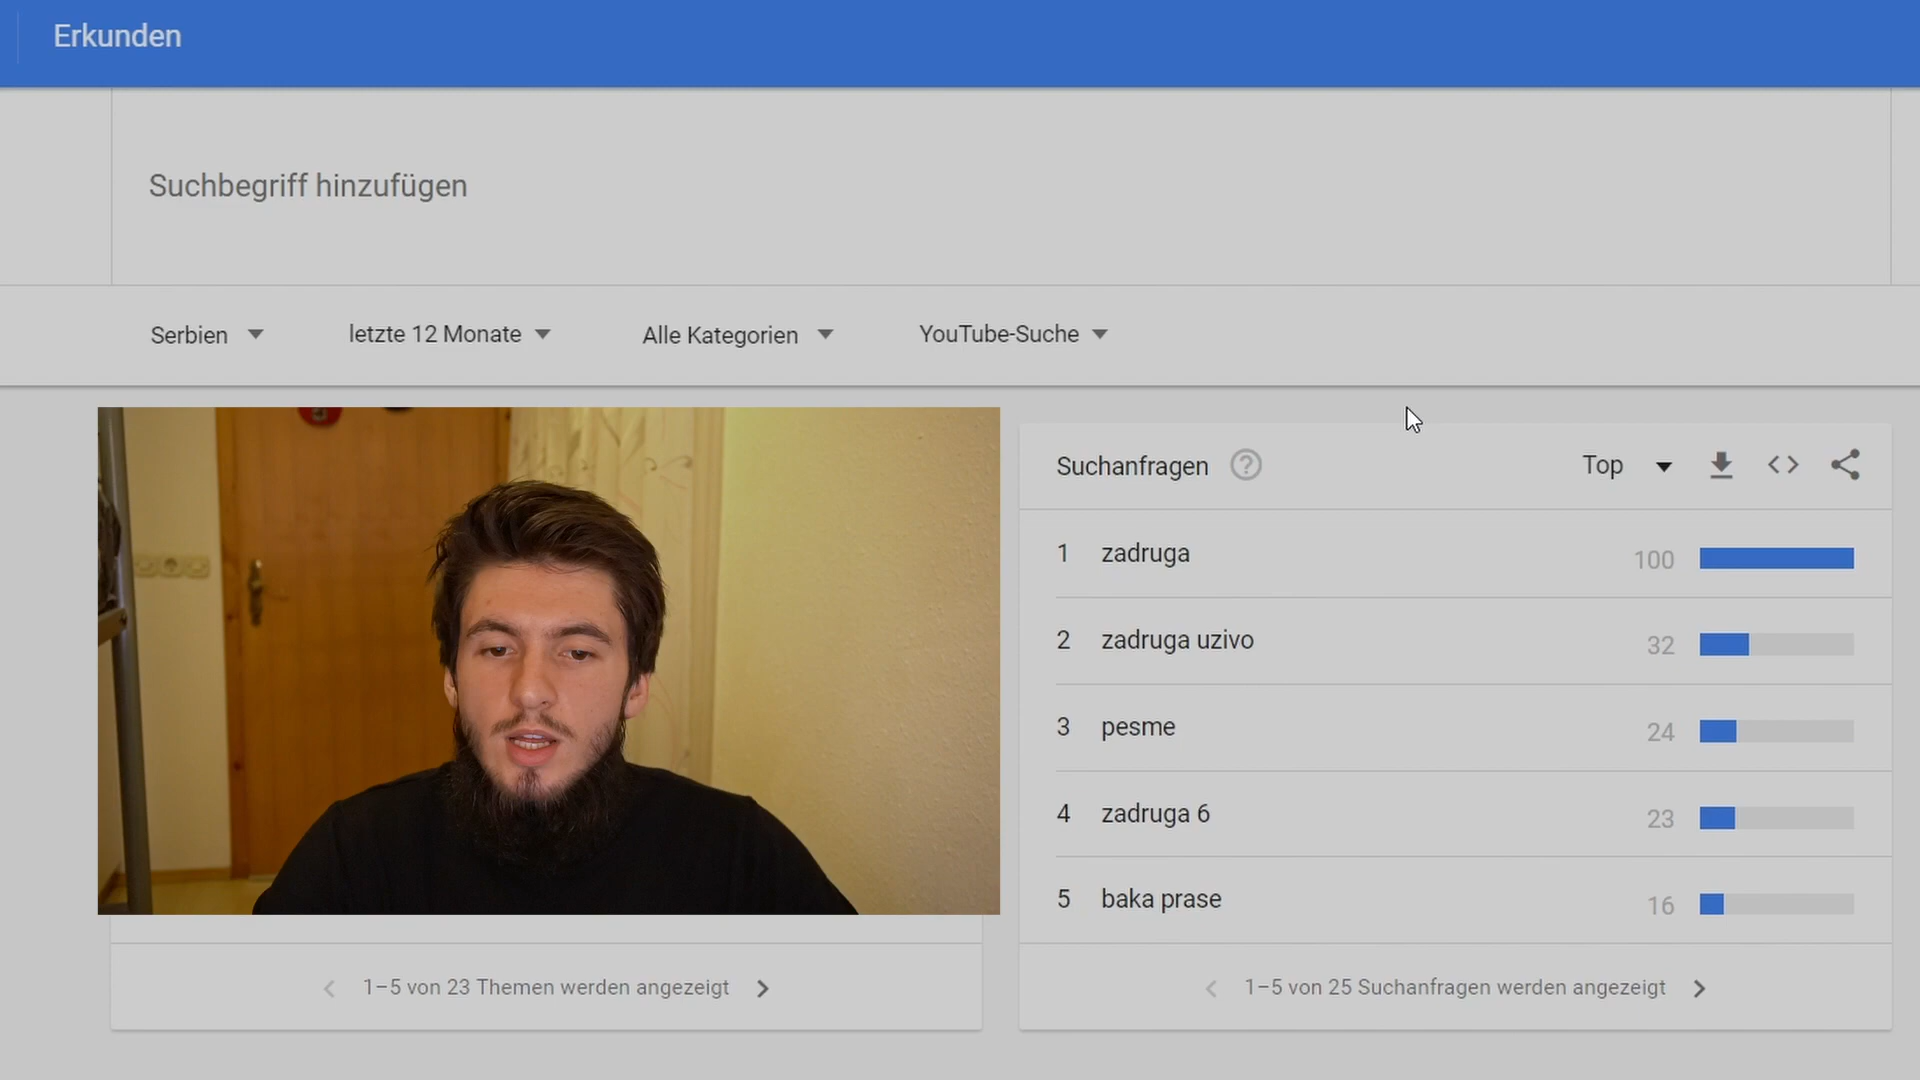 Erkunden
Suchbegriff hinzufügen
Serbien letzte 12 Monate Alle Kategorien YouTube-Suche
Suchanfragen ? Top
1 zadruga 100
2 zadruga uzivo 32
3 pesme 24
4 zadruga 6 23
5 baka prase 16
1–5 von 23 Themen werden angezeigt
1–5 von 25 Suchanfragen werden angezeigt